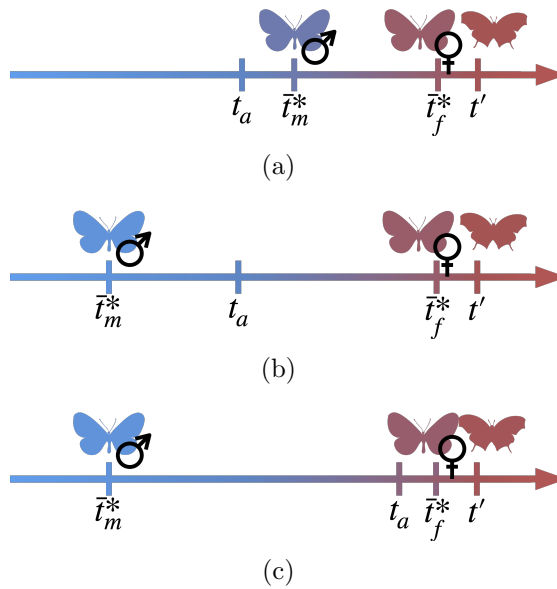 t_a t̄*_m t̄*_f t′
(a)
t̄*_m t_a t̄*_f t′
(b)
t̄*_m t_a t̄*_f t′
(c)